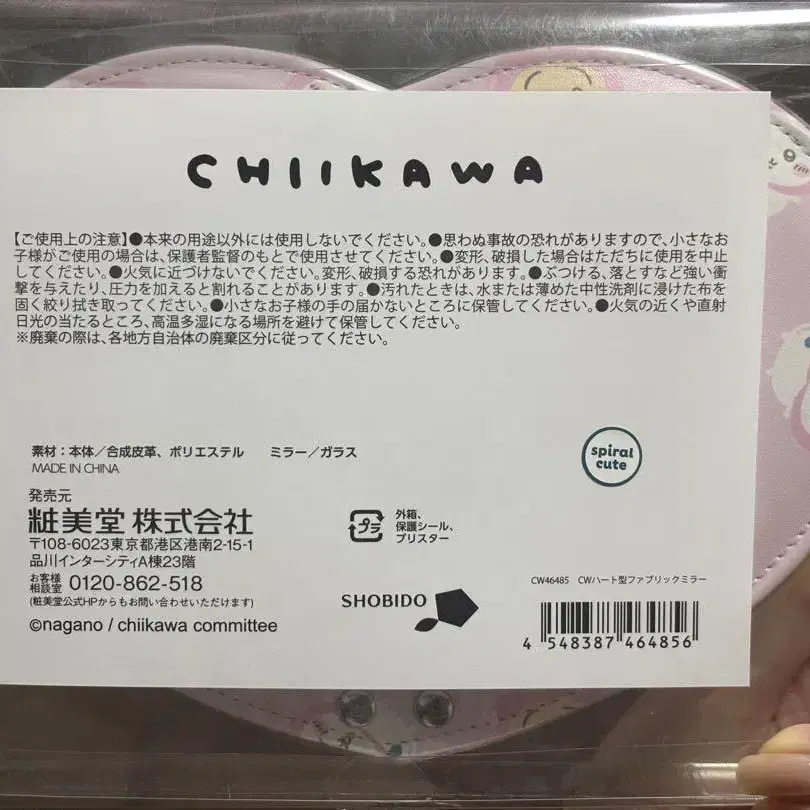 CHIIKAWA
【ご使用上の注意】●本来の用途以外には使用しないでください。●思わぬ事故の恐れがありますので、小さなお
子様がご使用の場合は、保護者監督のもとで使用させてください。●変形、破損した場合はただちに使用を中止
してください。●火気に近づけないでください。変形、破損する恐れがあります。●ぶつける、落とすなど強い衝
撃を与えたり、圧力を加えると割れることがあります。●汚れたときは、水または薄めた中性洗剤に浸けた布を
固く絞り拭き取ってください。●小さなお子様の手の届かないところに保管してください。●火気の近くや直射
日光の当たるところ、高温多湿になる場所を避けて保管してください。
※廃棄の際は、各地方自治体の廃棄区分に従ってください。
素材：本体／合成皮革、ポリエステル　ミラー／ガラス
MADE IN CHINA
spiral
cute
発売元
粧美堂 株式会社
〒108-6023東京都港区港南2-15-1
品川インターシティA棟23階
お客様
相談室 0120-862-518
(粧美堂公式HPからもお問い合わせいただけます)
©nagano / chiikawa committee
プラ
外箱、
保護シール、
ブリスター
SHOBIDO
CW46485 CWハート型ファブリックミラー
4 548387 464856